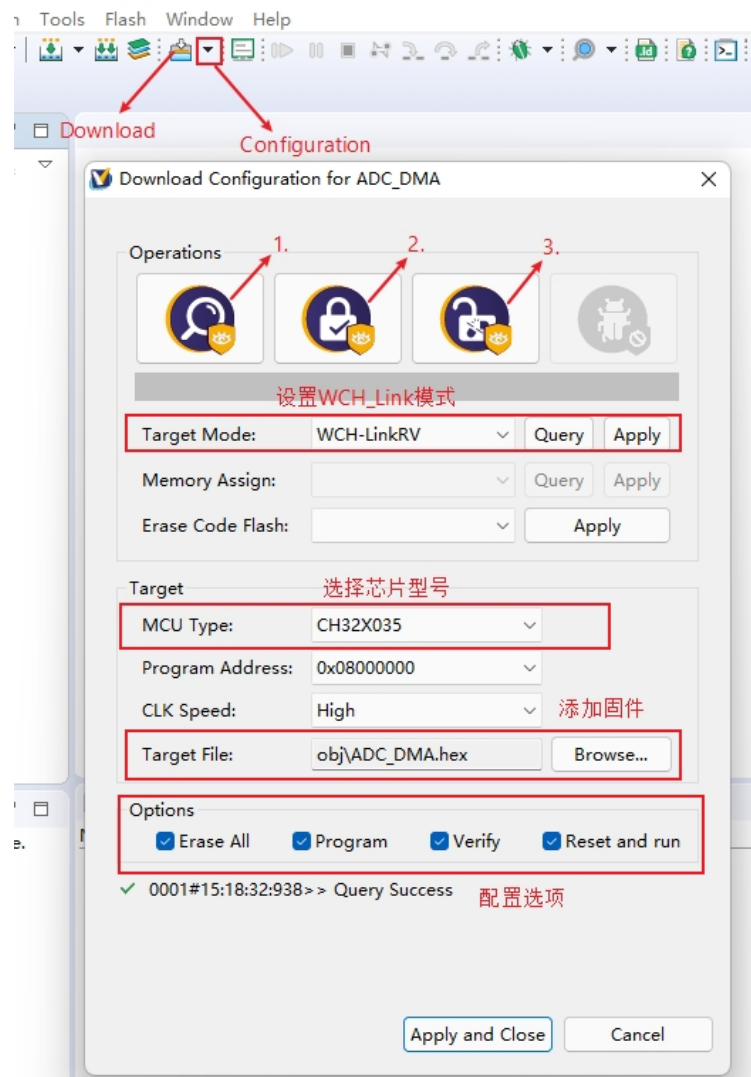 Tools Flash Window Help
Download
Configuration
Download Configuration for ADC_DMA
Operations
1.
2.
3.
设置WCH_Link模式
Target Mode: WCH-LinkRV Query Apply
Memory Assign: Query Apply
Erase Code Flash: Apply
Target
选择芯片型号
MCU Type: CH32X035
Program Address: 0x08000000
CLK Speed: High
添加固件
Target File: obj\ADC_DMA.hex Browse...
Options
Erase All Program Verify Reset and run
0001#15:18:32:938>> Query Success
配置选项
Apply and Close Cancel